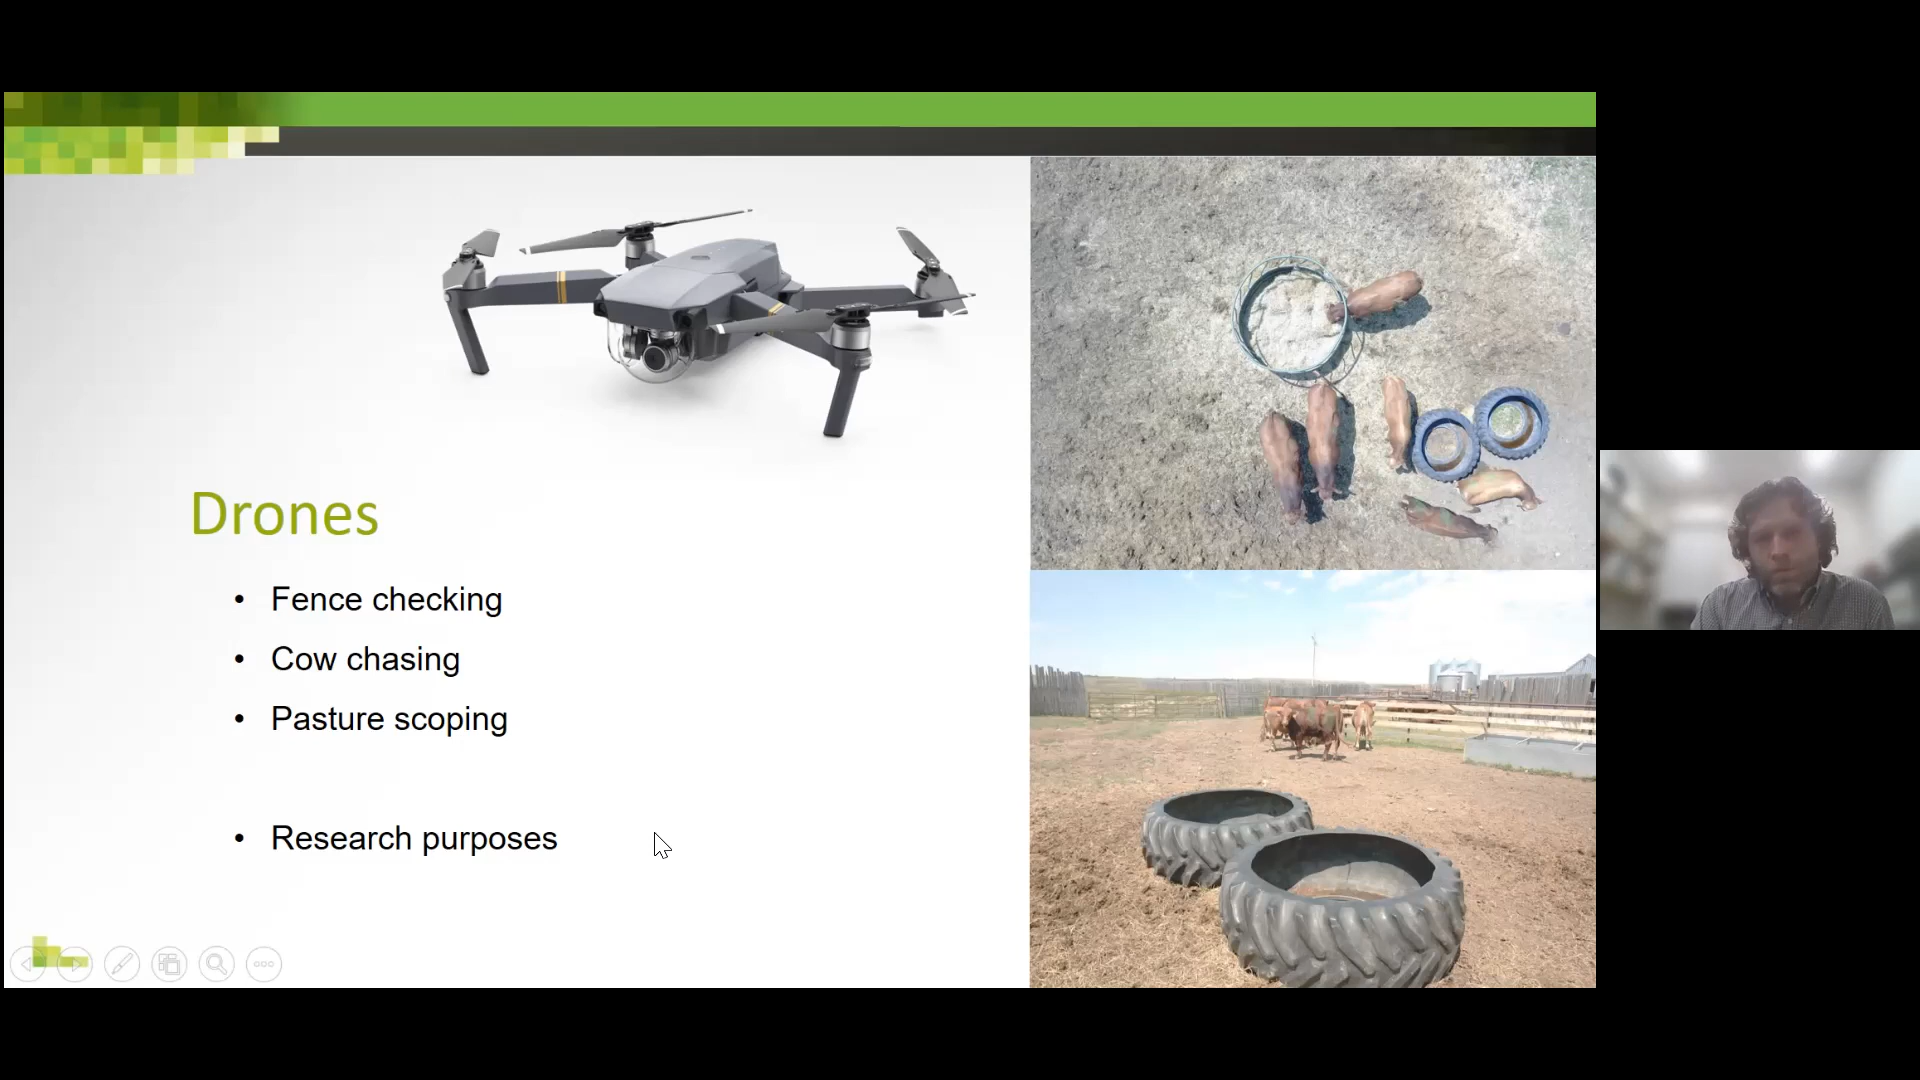 Drones
• Fence checking
• Cow chasing
• Pasture scoping
• Research purposes